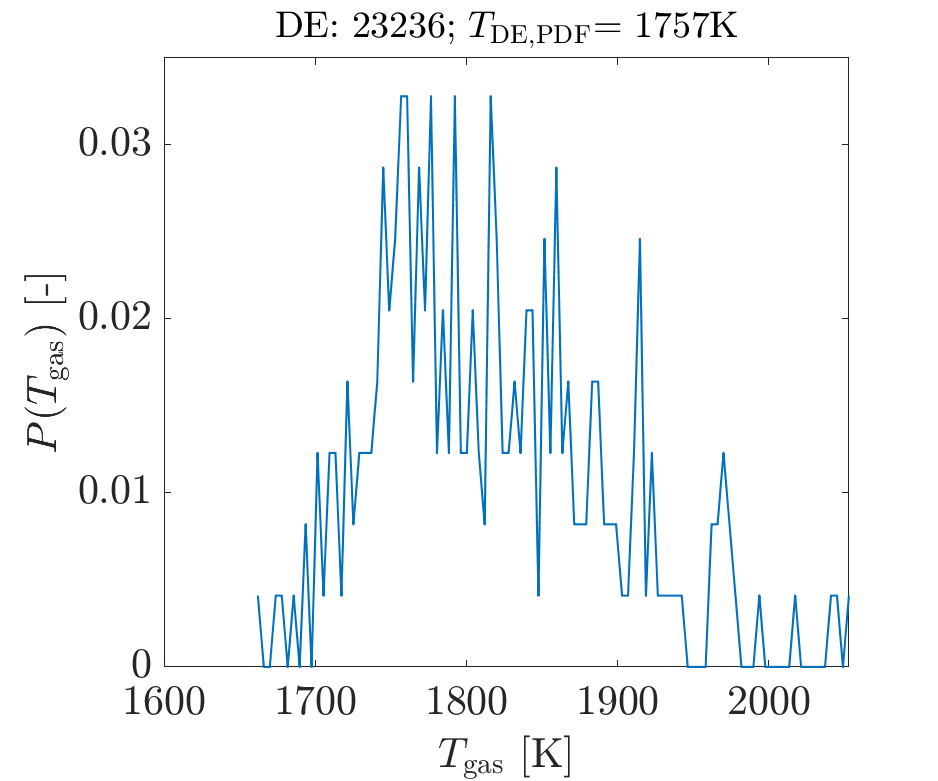 DE: 23236; T_DE,PDF= 1757K
P(T_gas) [-]
0.03
0.02
0.01
0
1600 1700 1800 1900 2000
T_gas [K]